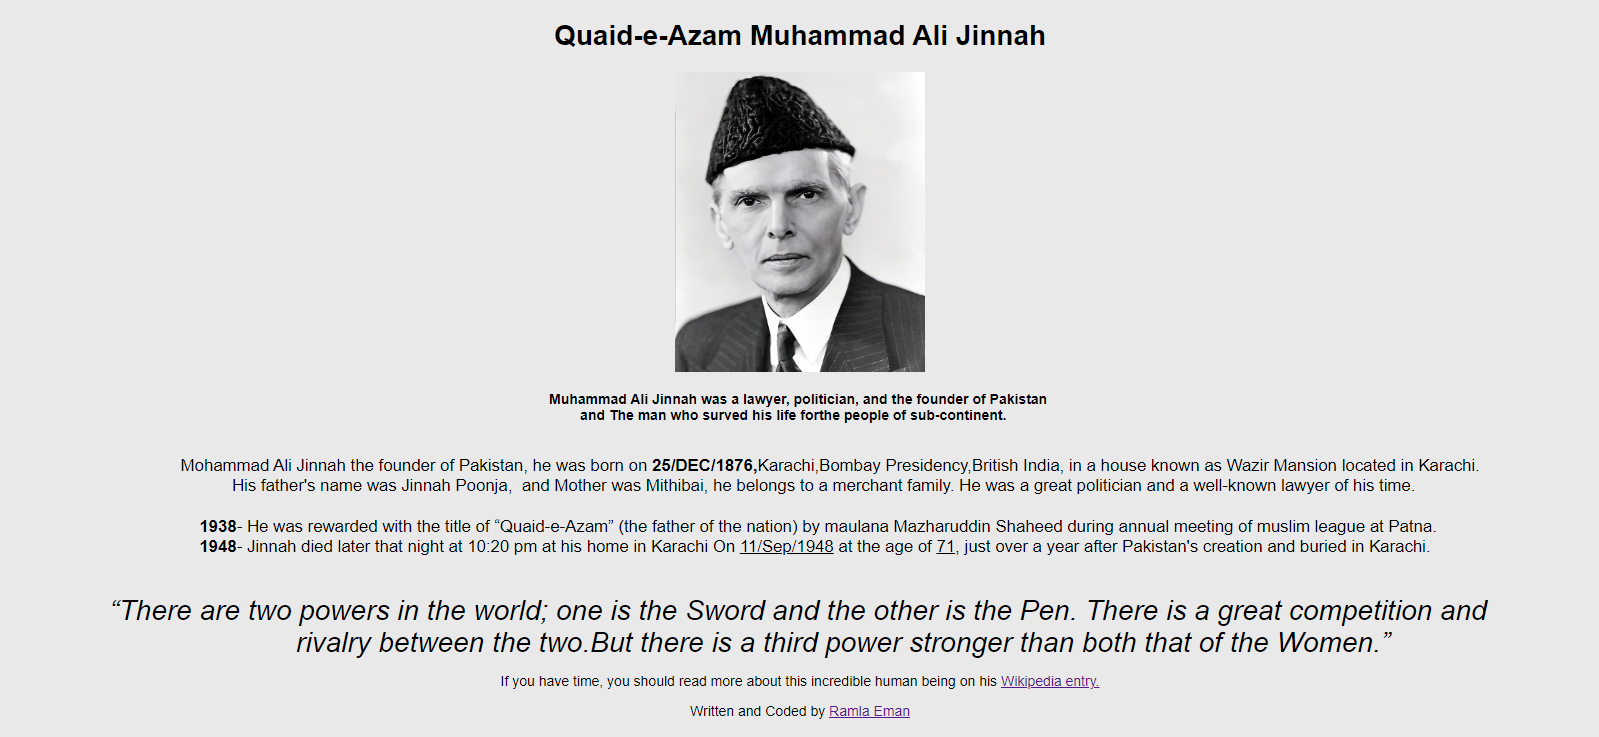 Quaid-e-Azam Muhammad Ali Jinnah
Muhammad Ali Jinnah was a lawyer, politician, and the founder of Pakistan
and The man who surved his life forthe people of sub-continent.
Mohammad Ali Jinnah the founder of Pakistan, he was born on 25/DEC/1876,Karachi,Bombay Presidency,British India, in a house known as Wazir Mansion located in Karachi.
His father's name was Jinnah Poonja,  and Mother was Mithibai, he belongs to a merchant family. He was a great politician and a well-known lawyer of his time.
1938- He was rewarded with the title of “Quaid-e-Azam” (the father of the nation) by maulana Mazharuddin Shaheed during annual meeting of muslim league at Patna.
1948- Jinnah died later that night at 10:20 pm at his home in Karachi On 11/Sep/1948 at the age of 71, just over a year after Pakistan's creation and buried in Karachi.
“There are two powers in the world; one is the Sword and the other is the Pen. There is a great competition and
rivalry between the two.But there is a third power stronger than both that of the Women.”
If you have time, you should read more about this incredible human being on his Wikipedia entry.
Written and Coded by Ramla Eman